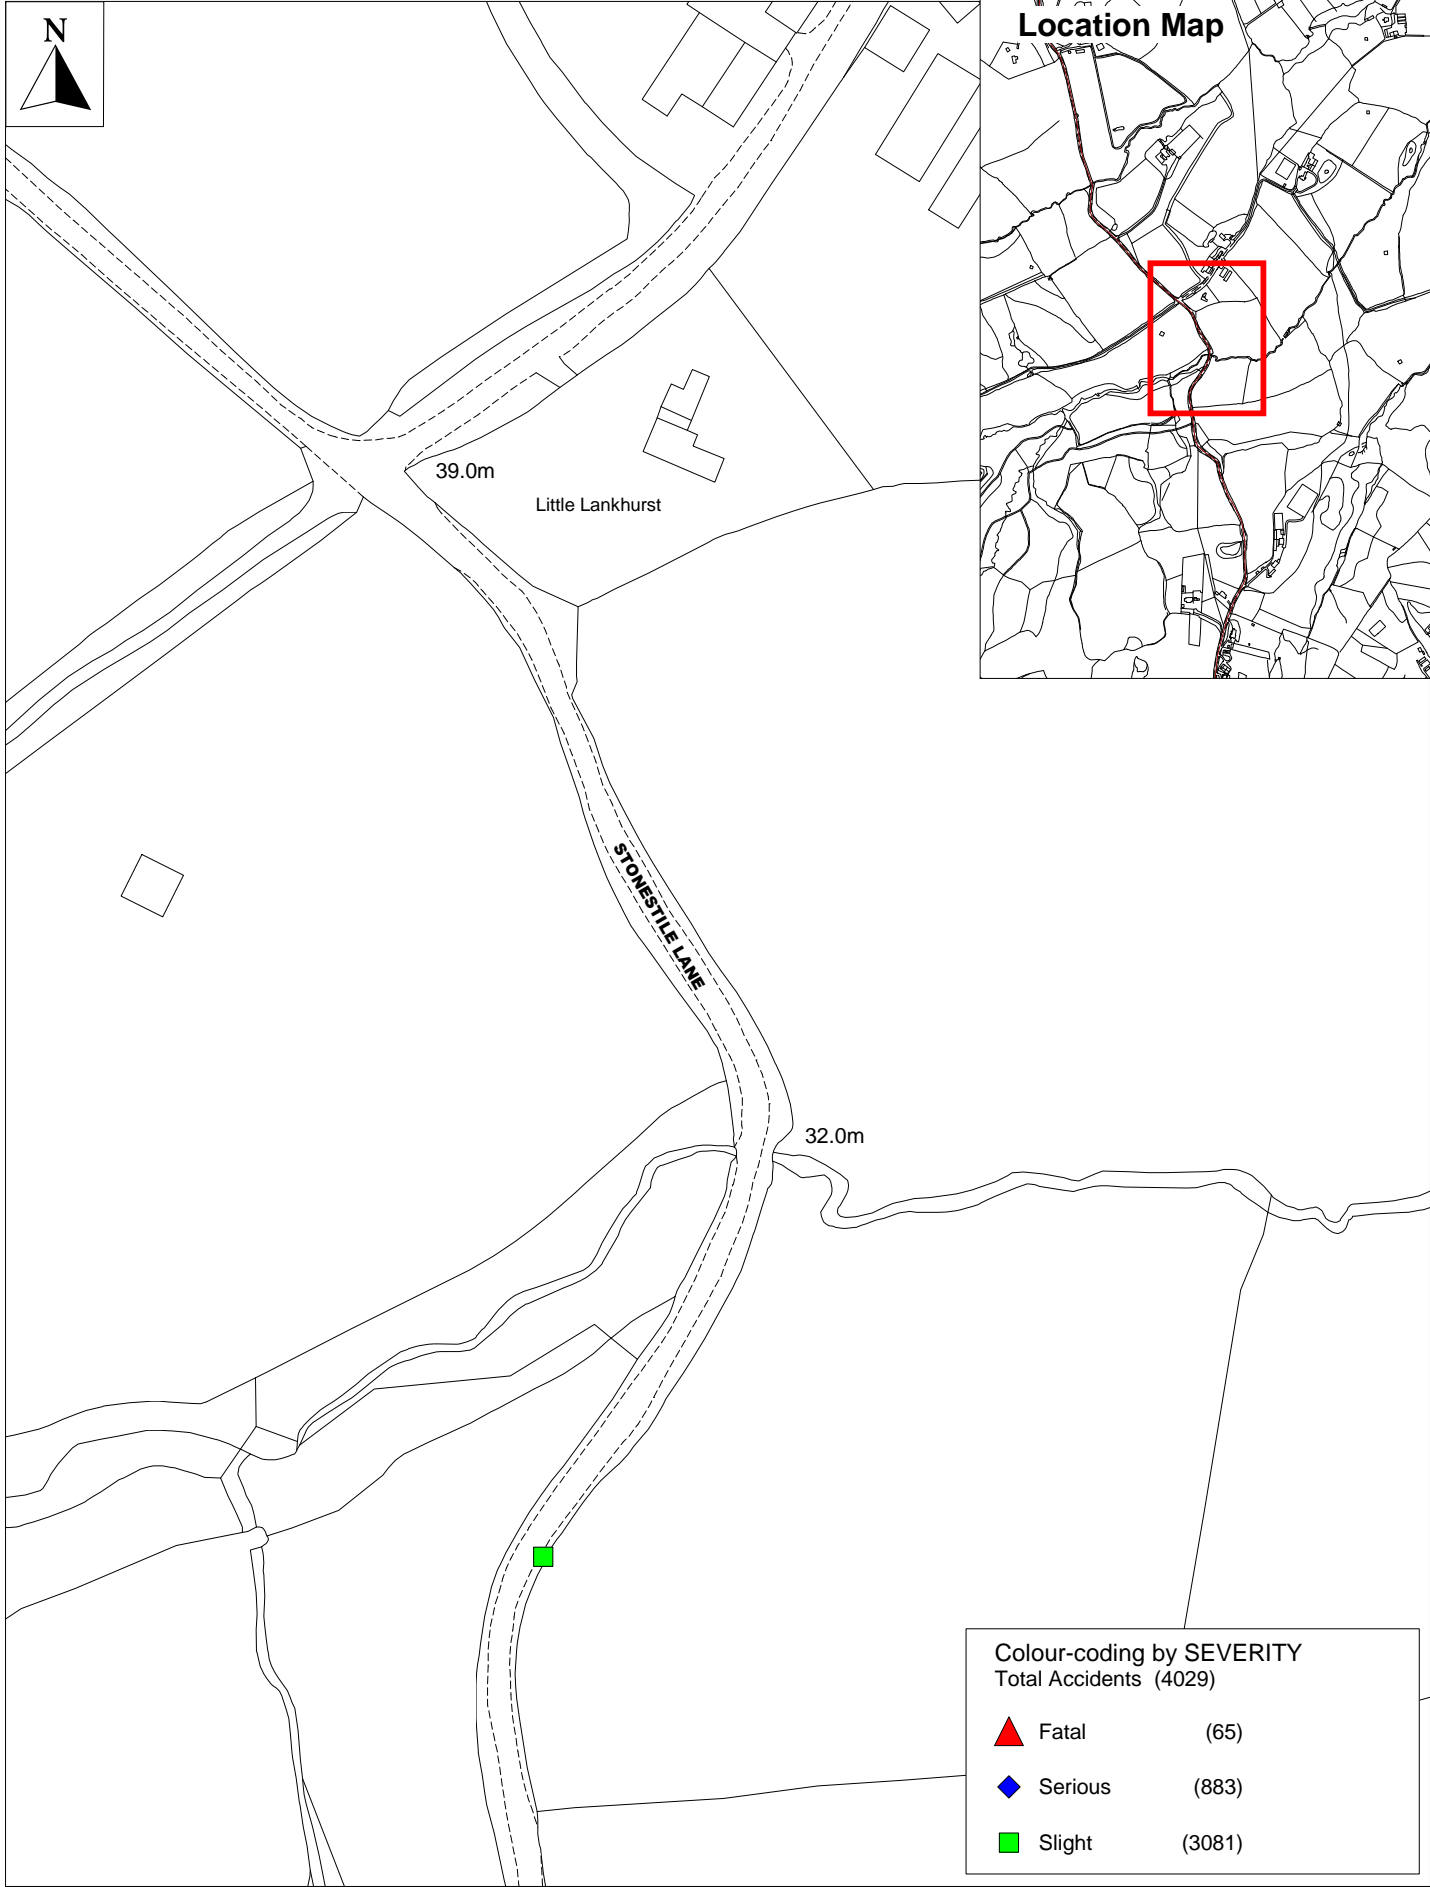 N
Location Map
39.0m
Little Lankhurst
STONESTILE LANE
32.0m
Colour-coding by SEVERITY
Total Accidents (4029)
Fatal (65)
Serious (883)
Slight (3081)